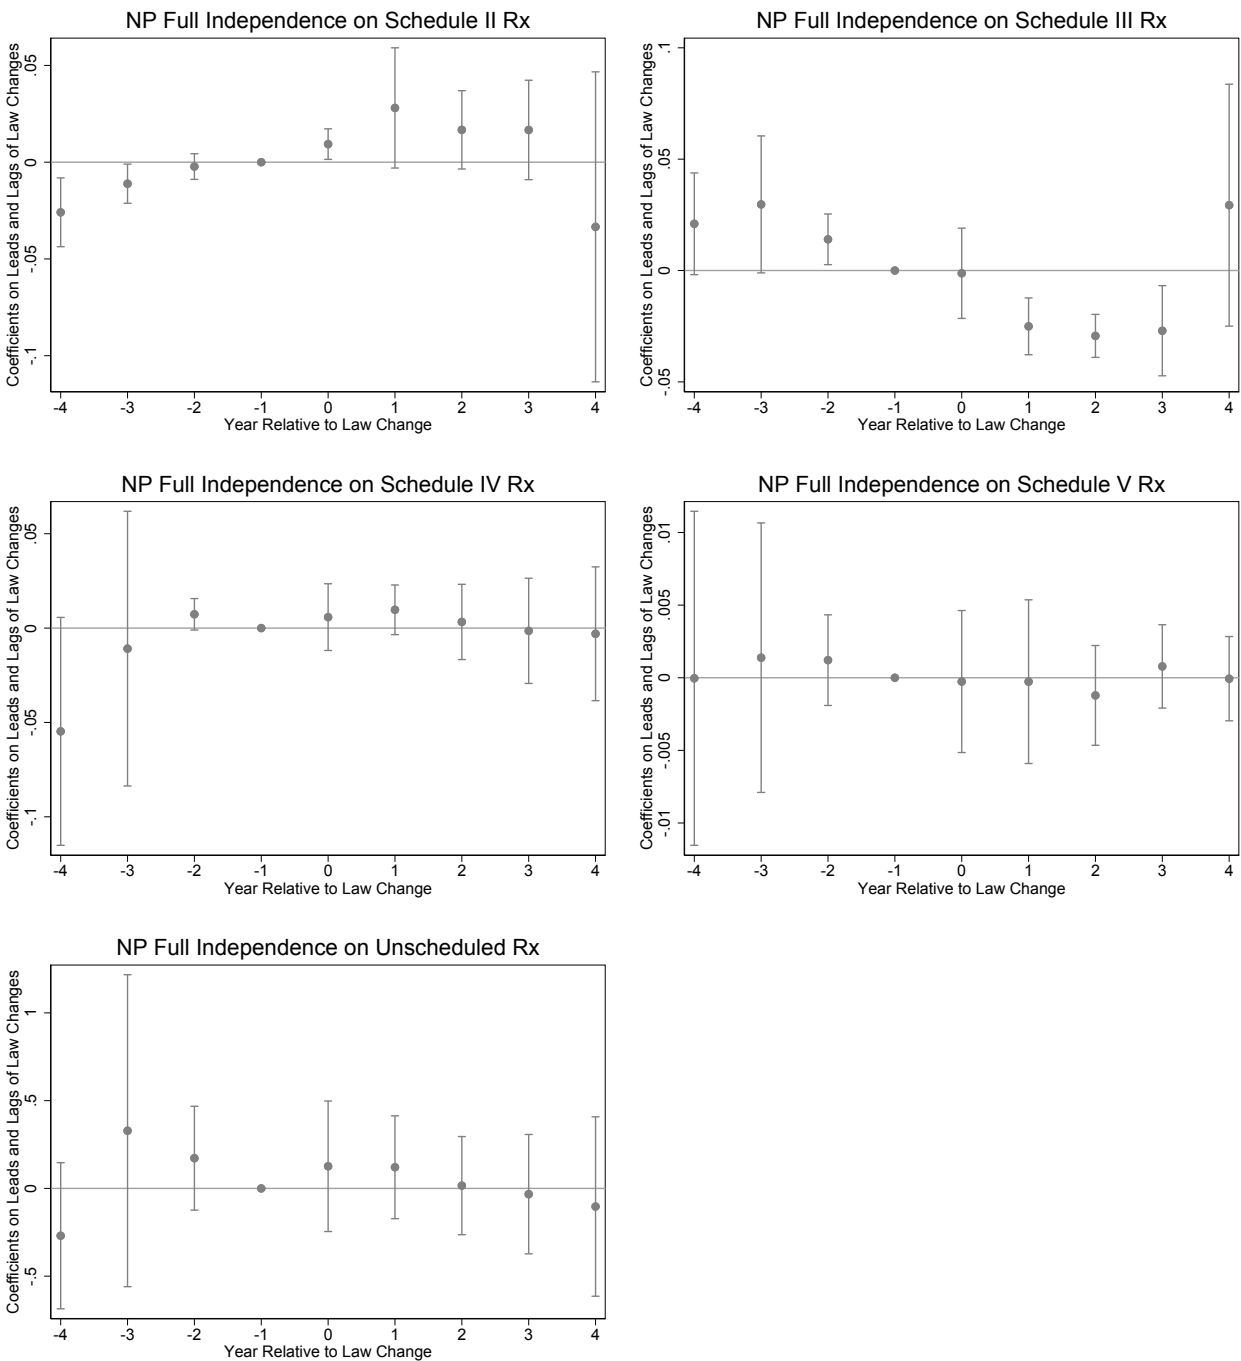 NP Full Independence on Schedule II Rx
Coefficients on Leads and Lags of Law Changes
.05
0
-.05
-.1
-4 -3 -2 -1 0 1 2 3 4
Year Relative to Law Change
NP Full Independence on Schedule III Rx
Coefficients on Leads and Lags of Law Changes
.1
.05
0
-.05
-4 -3 -2 -1 0 1 2 3 4
Year Relative to Law Change
NP Full Independence on Schedule IV Rx
Coefficients on Leads and Lags of Law Changes
.05
0
-.05
-.1
-4 -3 -2 -1 0 1 2 3 4
Year Relative to Law Change
NP Full Independence on Schedule V Rx
Coefficients on Leads and Lags of Law Changes
.01
.005
0
-.005
-.01
-4 -3 -2 -1 0 1 2 3 4
Year Relative to Law Change
NP Full Independence on Unscheduled Rx
Coefficients on Leads and Lags of Law Changes
1
.5
0
-.5
-4 -3 -2 -1 0 1 2 3 4
Year Relative to Law Change